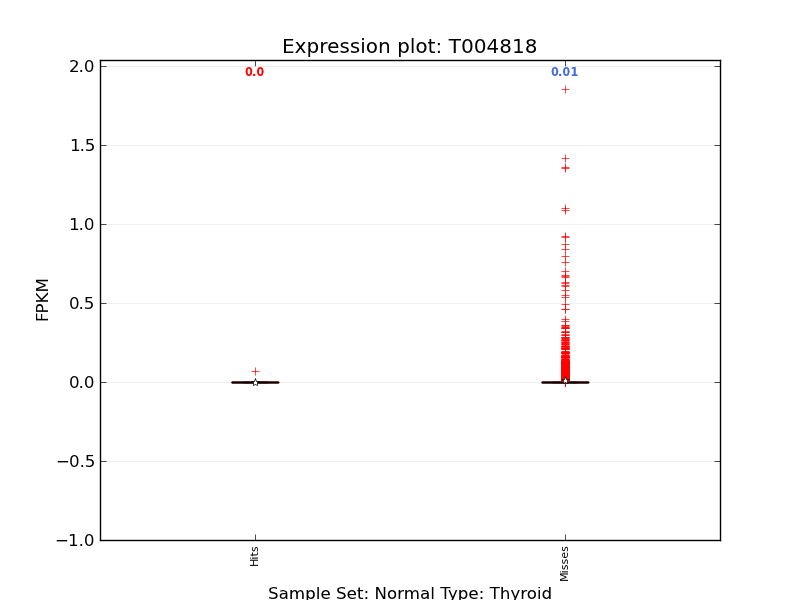 Expression plot: T004818
2.0
0.0
0.01
1.5
1.0
0.5
0.0
−0.5
−1.0
FPKM
Hits
Misses
Sample Set: Normal Type: Thyroid